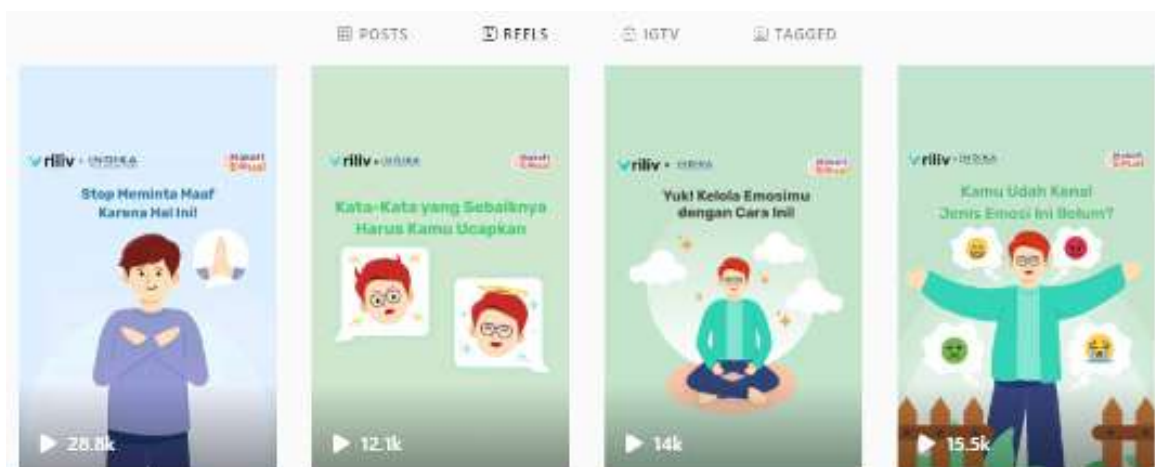 POSTS REELS IGTV TAGGED
riliv
Stop Meminta Maaf
Karena Hal Ini!
28.8k
riliv
Kata-Kata yang Sebaiknya
Harus Kamu Ucapkan
12.1k
riliv
Yuk! Kelola Emosimu
dengan Cara Ini!
14k
riliv
Kamu Udah Kenal
Jenis Emosi Ini Belum?
15.5k